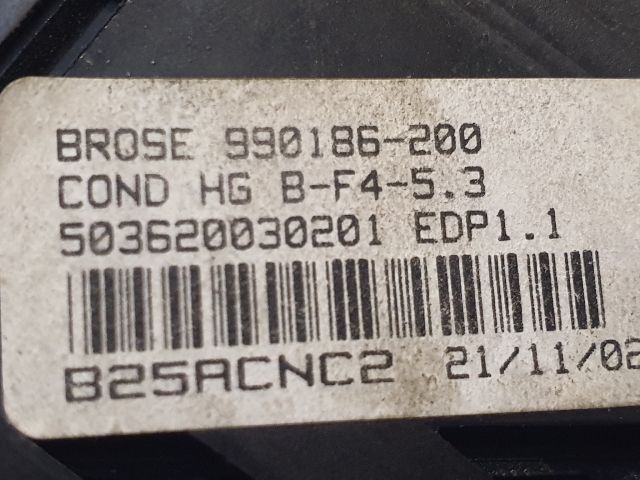 BROSE 990186-200
COND HG B-F4-5.3
503620030201 EDP1.1
B25ACNC2 21/11/02